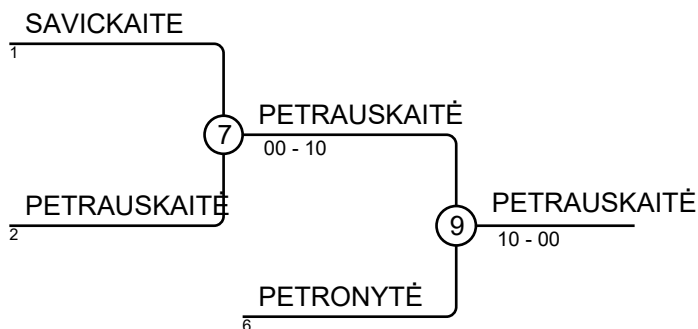 SAVICKAITE
1
7
PETRAUSKAITĖ
00 - 10
PETRAUSKAITĖ
2
9
PETRAUSKAITĖ
10 - 00
PETRONYTĖ
6